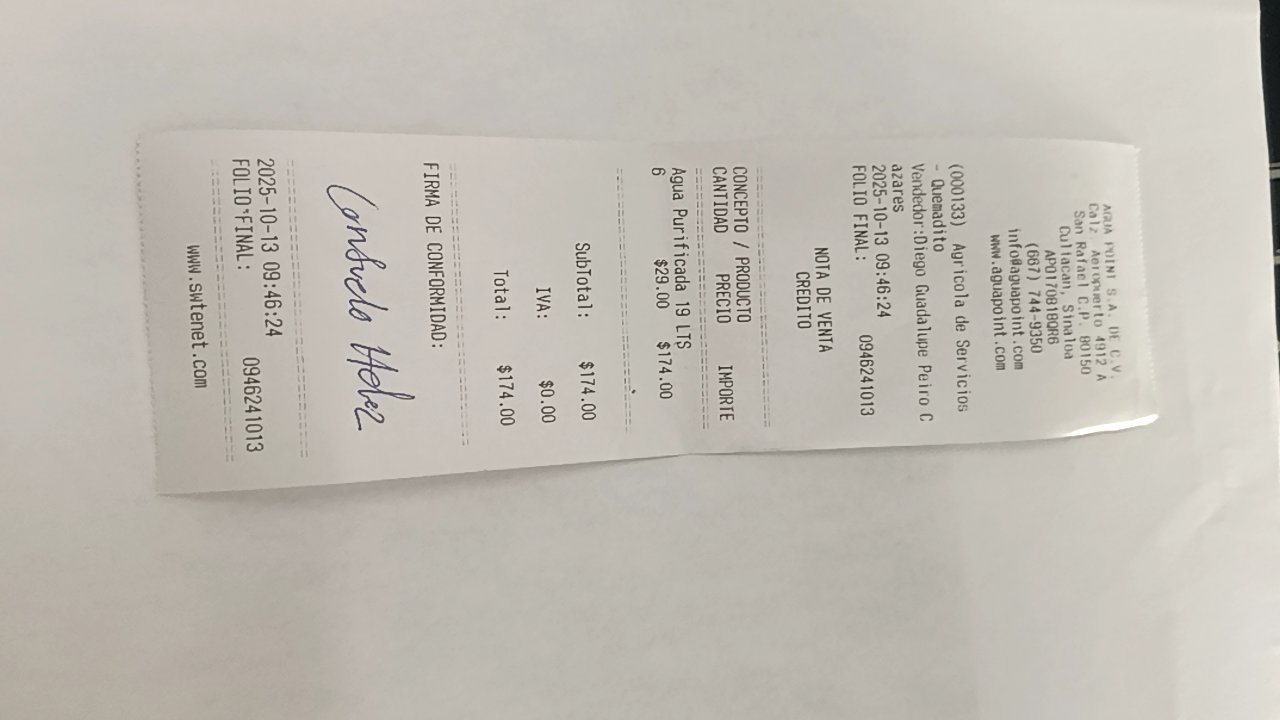 AGUA POINT S.A. DE C.V.
Calz. Aeropuerto 4912 A
San Rafael C.P. 80150
Culiacan, Sinaloa
APO170818QR6
(667) 744-9350
info@aguapoint.com
www.aguapoint.com
(000133) Agricola de Servicios
- Quemadito
Vendedor:Diego Guadalupe Peiro C
azares
2025-10-13 09:46:24
FOLIO FINAL: 0946241013
NOTA DE VENTA
CREDITO
CONCEPTO / PRODUCTO
CANTIDAD PRECIO IMPORTE
Agua Purificada 19 LTS
6 $29.00 $174.00
SubTotal: $174.00
IVA: $0.00
Total: $174.00
FIRMA DE CONFORMIDAD:
Consuelo
2025-10-13 09:46:24
FOLIO FINAL: 0946241013
www.swtenet.com